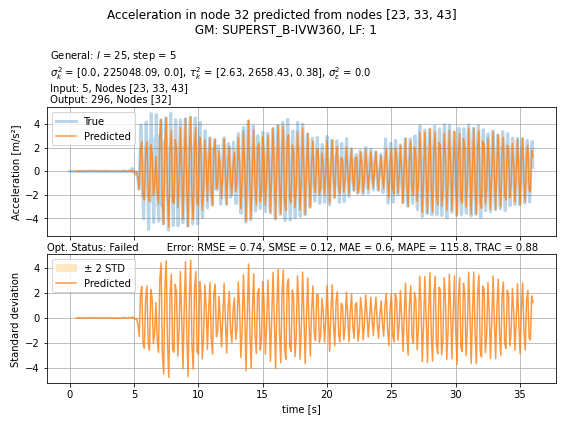 Acceleration in node 32 predicted from nodes [23, 33, 43]
GM: SUPERST_B-IVW360, LF: 1
General: l = 25, step = 5
σ²ₖ = [0.0, 225048.09, 0.0], τ²ₖ = [2.63, 2658.43, 0.38], σ²ε = 0.0
Input: 5, Nodes [23, 33, 43]
Output: 296, Nodes [32]
Acceleration [m/s²]
4
2
0
−2
−4
True
Predicted
Opt. Status: Failed
Error: RMSE = 0.74, SMSE = 0.12, MAE = 0.6, MAPE = 115.8, TRAC = 0.88
Standard deviation
4
2
0
−2
−4
± 2 STD
Predicted
0 5 10 15 20 25 30 35
time [s]